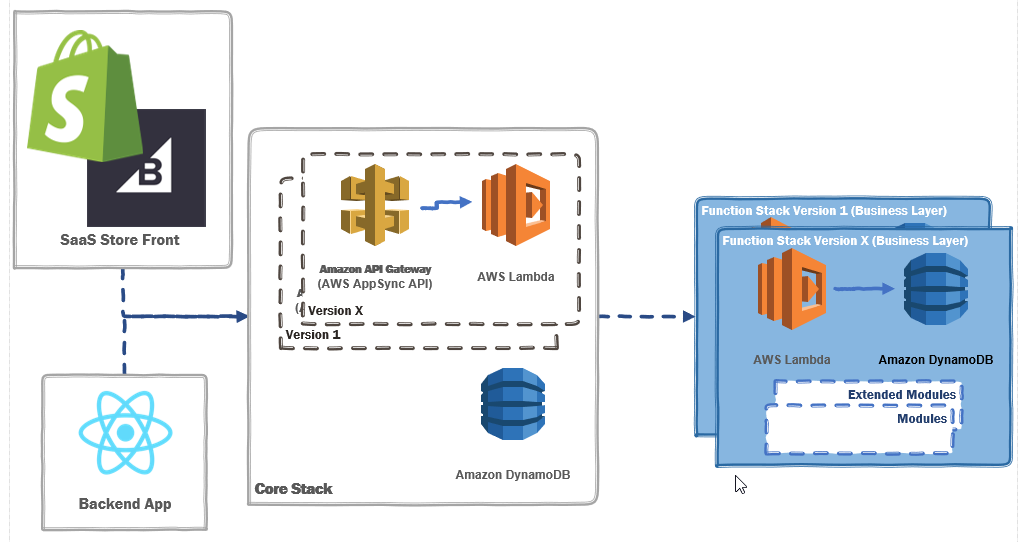 S
B
SaaS Store Front
Backend App
Amazon API Gateway
(AWS AppSync API)
AWS Lambda
Version X
Version 1
Amazon DynamoDB
Core Stack
Function Stack Version 1 (Business Layer)
Function Stack Version X (Business Layer)
AWS Lambda
Amazon DynamoDB
Extended Modules
Modules